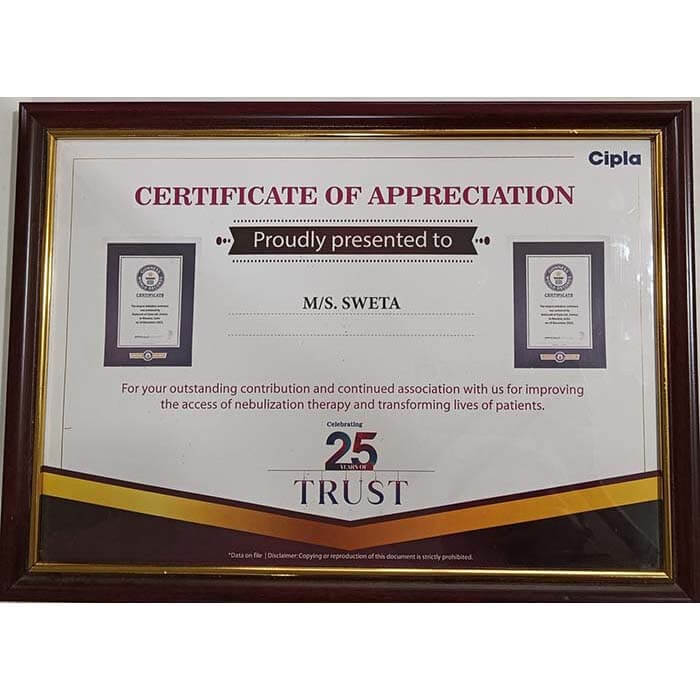 Cipla
CERTIFICATE OF APPRECIATION
Proudly presented to
M/S. SWETA
CERTIFICATE
CERTIFICATE
For your outstanding contribution and continued association with us for improving
the access of nebulization therapy and transforming lives of patients.
Celebrating
25
YEARS OF
TRUST
*Data on file | Disclaimer: Copying or reproduction of this document is strictly prohibited.